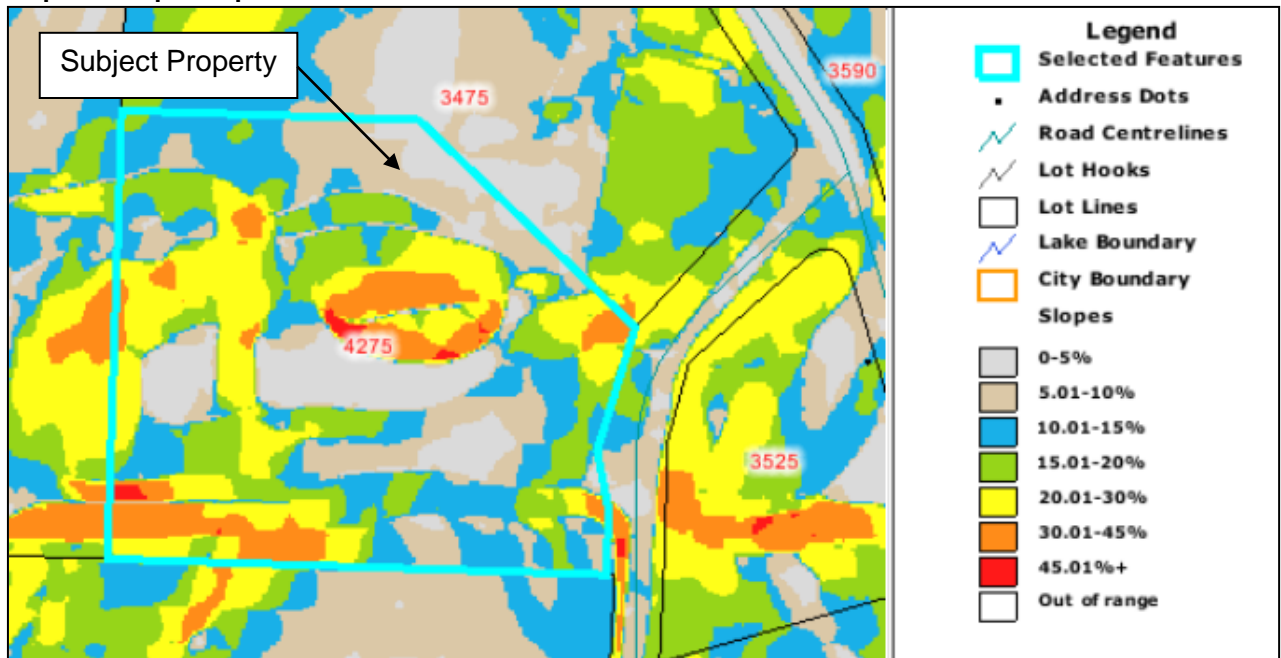 Subject Property
3475
3590
4275
3525
Legend
Selected Features
Address Dots
Road Centrelines
Lot Hooks
Lot Lines
Lake Boundary
City Boundary
Slopes
0-5%
5.01-10%
10.01-15%
15.01-20%
20.01-30%
30.01-45%
45.01%+
Out of range